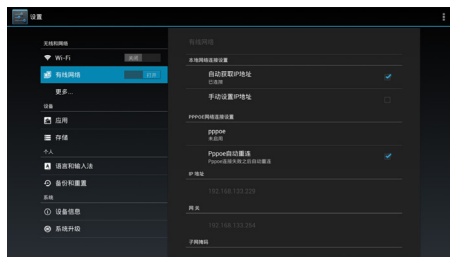 设置
无线和网络
Wi-Fi
关闭
有线网络
打开
更多...
设备
应用
存储
个人
语言和输入法
备份和重置
系统
设备信息
系统升级
有线网络
本地网络连接设置
自动获取IP地址
已连接
手动设置IP地址
PPPOE网络连接设置
pppoe
未启用
Pppoe自动重连
Pppoe连接失败之后自动重连
IP 地址
192.168.133.229
网关
192.168.133.254
子网掩码